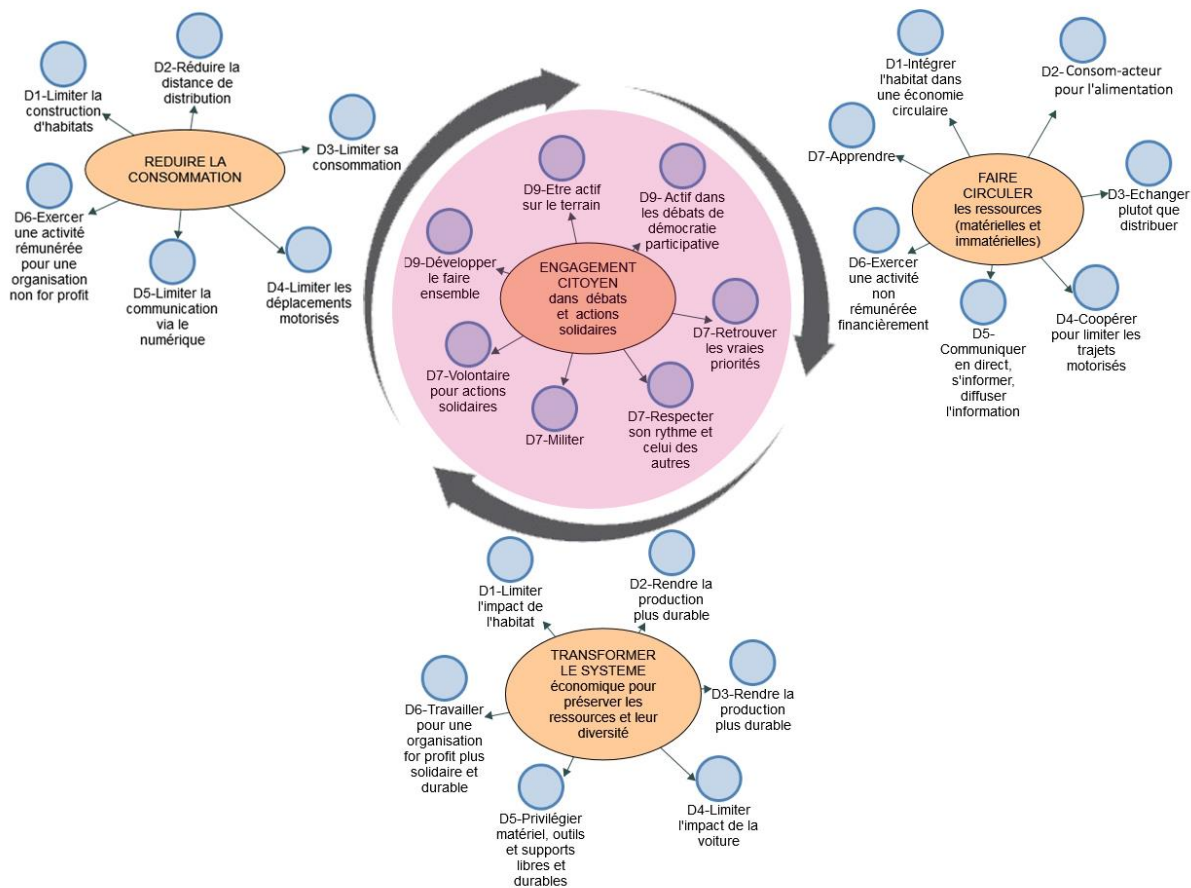 D2-Réduire la
distance de
distribution
D1-Limiter la
construction
d'habitats
D3-Limiter sa
consommation
REDUIRE LA
CONSOMMATION
D6-Exercer
une activité
rémunérée
pour une
organisation
non for profit
D5-Limiter la
communication
via le
numérique
D4-Limiter les
déplacements
motorisés
D9-Etre actif
sur le terrain
D9- Actif dans
les débats de
démocratie
participative
D9-Développer
le faire
ensemble
ENGAGEMENT
CITOYEN
dans débats
et actions
solidaires
D7-Retrouver
les vraies
priorités
D7-Volontaire
pour actions
solidaires
D7-Militer
D7-Respecter
son rythme et
celui des
autres
D1-Intégrer
l'habitat dans
une économie
circulaire
D2-Consom-acteur
pour l'alimentation
D7-Apprendre
FAIRE
CIRCULER
les ressources
(matérielles et
immatérielles)
D3-Echanger
plutot que
distribuer
D6-Exercer
une activité
non
rémunérée
financièrement
D5-
Communiquer
en direct,
s'informer,
diffuser
l'information
D4-Coopérer
pour limiter les
trajets
motorisés
D1-Limiter
l'impact de
l'habitat
D2-Rendre la
production
plus durable
TRANSFORMER
LE SYSTEME
économique pour
préserver les
ressources et leur
diversité
D3-Rendre la
production
plus durable
D6-Travailler
pour une
organisation
for profit plus
solidaire et
durable
D5-Privilégier
matériel, outils
et supports
libres et
durables
D4-Limiter
l'impact de la
voiture